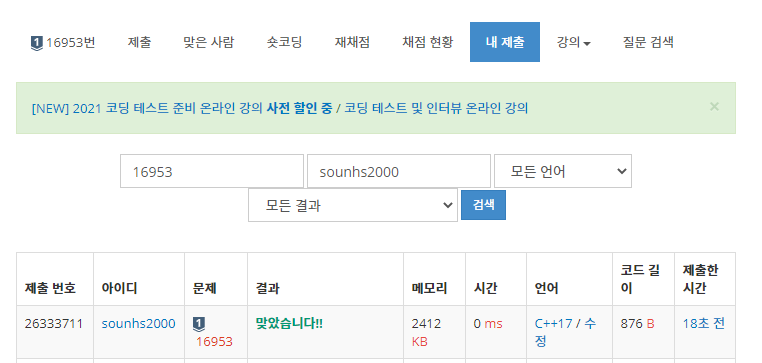 1 16953번 제출 맞은 사람 숏코딩 재채점 채점 현황 내 제출 강의 질문 검색
[NEW] 2021 코딩 테스트 준비 온라인 강의 사전 할인 중 / 코딩 테스트 및 인터뷰 온라인 강의 ×
16953 sounhs2000 모든 언어
모든 결과 검색
제출 번호 아이디 문제 결과 메모리 시간 언어 코드 길이 제출한 시간
26333711 sounhs2000 1 16953 맞았습니다!! 2412 KB 0 ms C++17 / 수정 876 B 18초 전